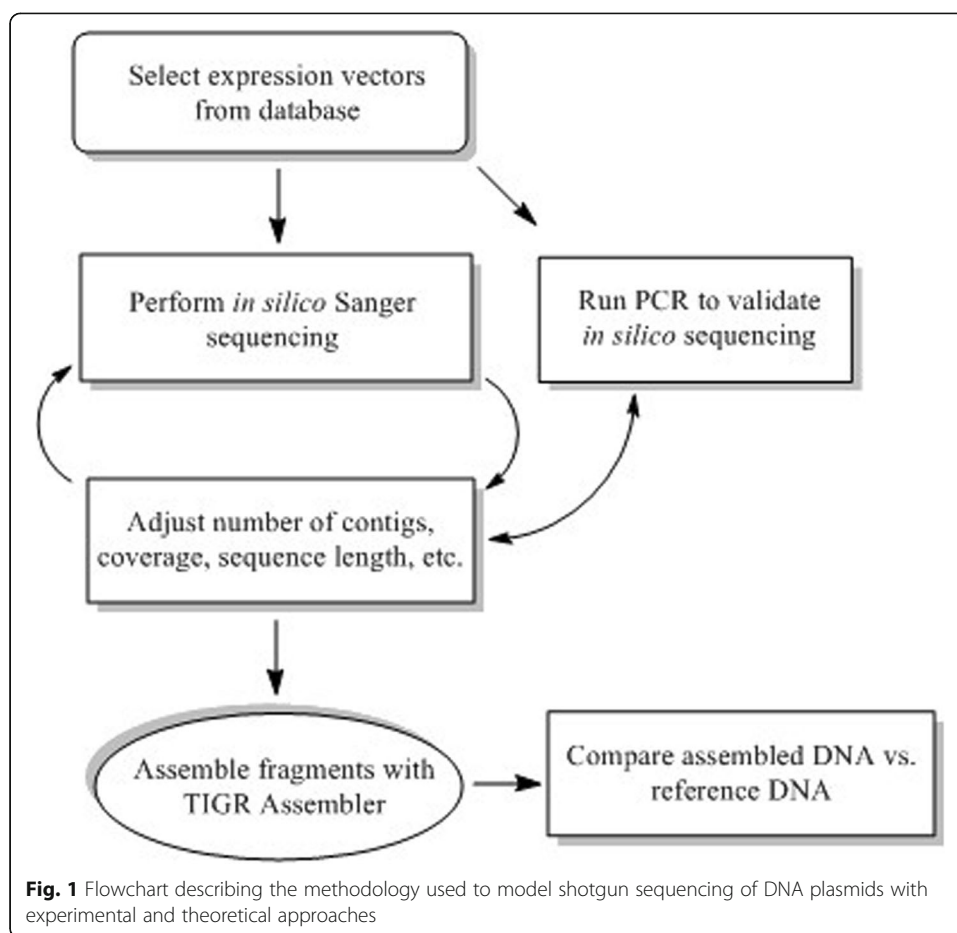 Select expression vectors
from database
Perform in silico Sanger
sequencing
Run PCR to validate
in silico sequencing
Adjust number of contigs,
coverage, sequence length, etc.
Assemble fragments with
TIGR Assembler
Compare assembled DNA vs.
reference DNA
Fig. 1 Flowchart describing the methodology used to model shotgun sequencing of DNA plasmids with
experimental and theoretical approaches